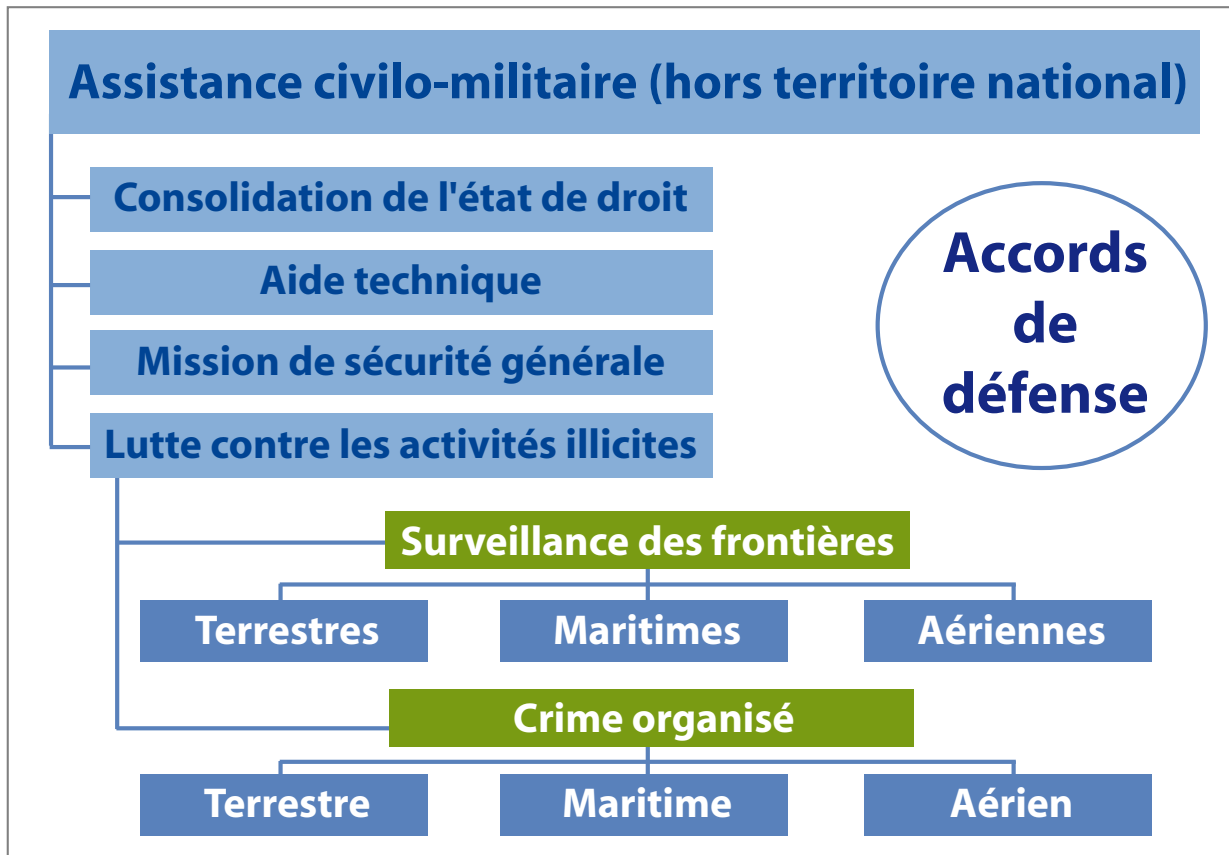 Assistance civilo-militaire (hors territoire national)
Consolidation de l'état de droit
Aide technique
Mission de sécurité générale
Lutte contre les activités illicites
Accords
de
défense
Surveillance des frontières
Terrestres
Maritimes
Aériennes
Crime organisé
Terrestre
Maritime
Aérien